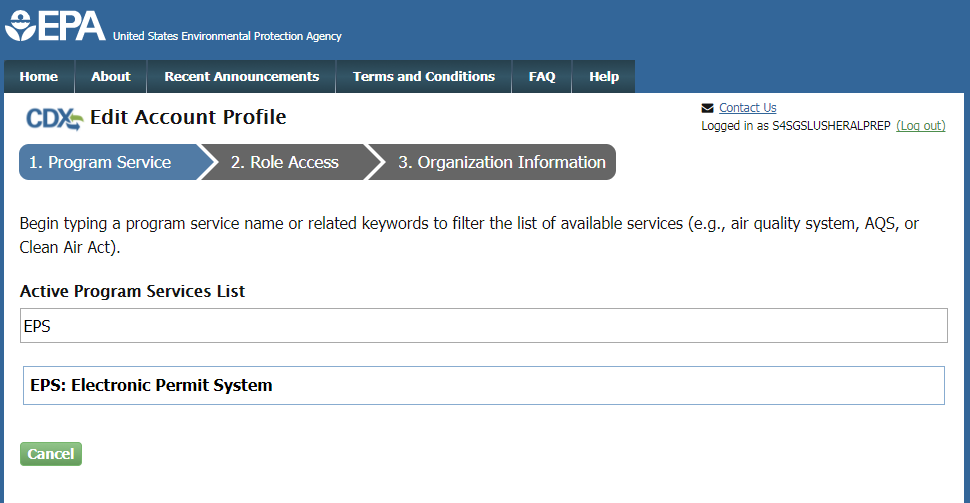 EPA United States Environmental Protection Agency
Home About Recent Announcements Terms and Conditions FAQ Help
CDX Edit Account Profile
Contact Us
Logged in as S4SGSLUSHERALPREP (Log out)
1. Program Service 2. Role Access 3. Organization Information
Begin typing a program service name or related keywords to filter the list of available services (e.g., air quality system, AQS, or
Clean Air Act).
Active Program Services List
EPS
EPS: Electronic Permit System
Cancel